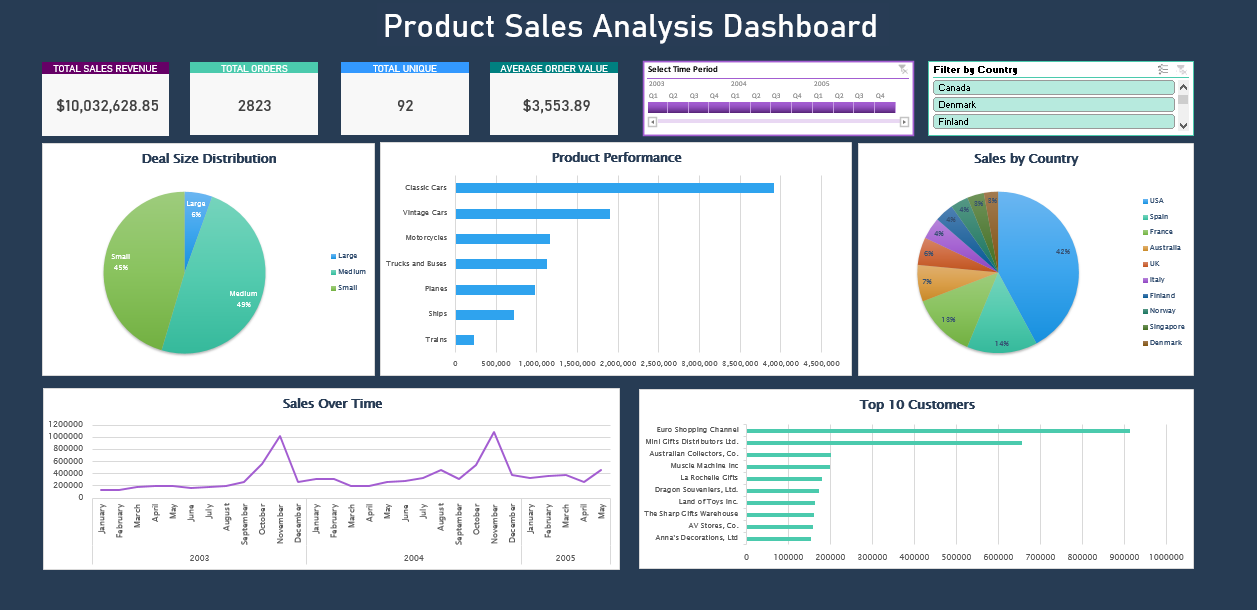 Product Sales Analysis Dashboard
TOTAL SALES REVENUE
$10,032,628.85
TOTAL ORDERS
2823
TOTAL UNIQUE
92
AVERAGE ORDER VALUE
$3,553.89
Select Time Period
2003 2004 2005
Q1 Q2 Q3 Q4 Q1 Q2 Q3 Q4 Q1 Q2 Q3 Q4
Filter by Country
Canada
Denmark
Finland
Deal Size Distribution
Large
6%
Small
45%
Medium
49%
Large
Medium
Small
Product Performance
Classic Cars
Vintage Cars
Motorcycles
Trucks and Buses
Planes
Ships
Trains
0 500,000 1,000,000 1,500,000 2,000,000 2,500,000 3,000,000 3,500,000 4,000,000 4,500,000
Sales by Country
42%
14%
13%
7%
6%
4%
4%
4%
3%
3%
USA
Spain
France
Australia
UK
Italy
Finland
Norway
Singapore
Denmark
Sales Over Time
1200000
1000000
800000
600000
400000
200000
0
January February March April May June July August September October November December January February March April May June July August September October November December January February March April May
2003 2004 2005
Top 10 Customers
Euro Shopping Channel
Mini Gifts Distributors Ltd.
Australian Collectors, Co.
Muscle Machine Inc
La Rochelle Gifts
Dragon Souveniers, Ltd.
Land of Toys Inc.
The Sharp Gifts Warehouse
AV Stores, Co.
Anna's Decorations, Ltd
0 100000 200000 300000 400000 500000 600000 700000 800000 900000 1000000